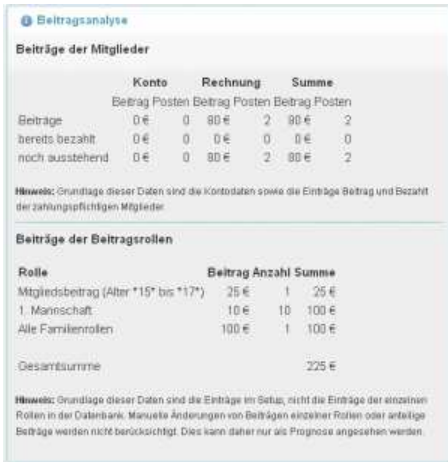 Beitragsanalyse
Beiträge der Mitglieder
Konto Rechnung Summe
Beitrag Posten Beitrag Posten Beitrag Posten
Beiträge 0 € 0 80 € 2 80 € 2
bereits bezahlt 0 € 0 0 € 0 0 € 0
noch ausstehend 0 € 0 80 € 2 80 € 2
Hinweis: Grundlage dieser Daten sind die Kontodaten sowie die Einträge Beitrag und Bezahlt
der zahlungspflichtigen Mitglieder.
Beiträge der Beitragsrollen
Rolle Beitrag Anzahl Summe
Mitgliedsbeitrag (Alter *15* bis *17*) 25 € 1 25 €
1. Mannschaft 10 € 10 100 €
Alle Familienrollen 100 € 1 100 €
Gesamtsumme 225 €
Hinweis: Grundlage dieser Daten sind die Einträge im Setup, nicht die Einträge der einzelnen
Rollen in der Datenbank. Manuelle Änderungen von Beiträgen einzelner Rollen oder anteilige
Beiträge werden nicht berücksichtigt. Dies kann daher nur als Prognose angesehen werden.